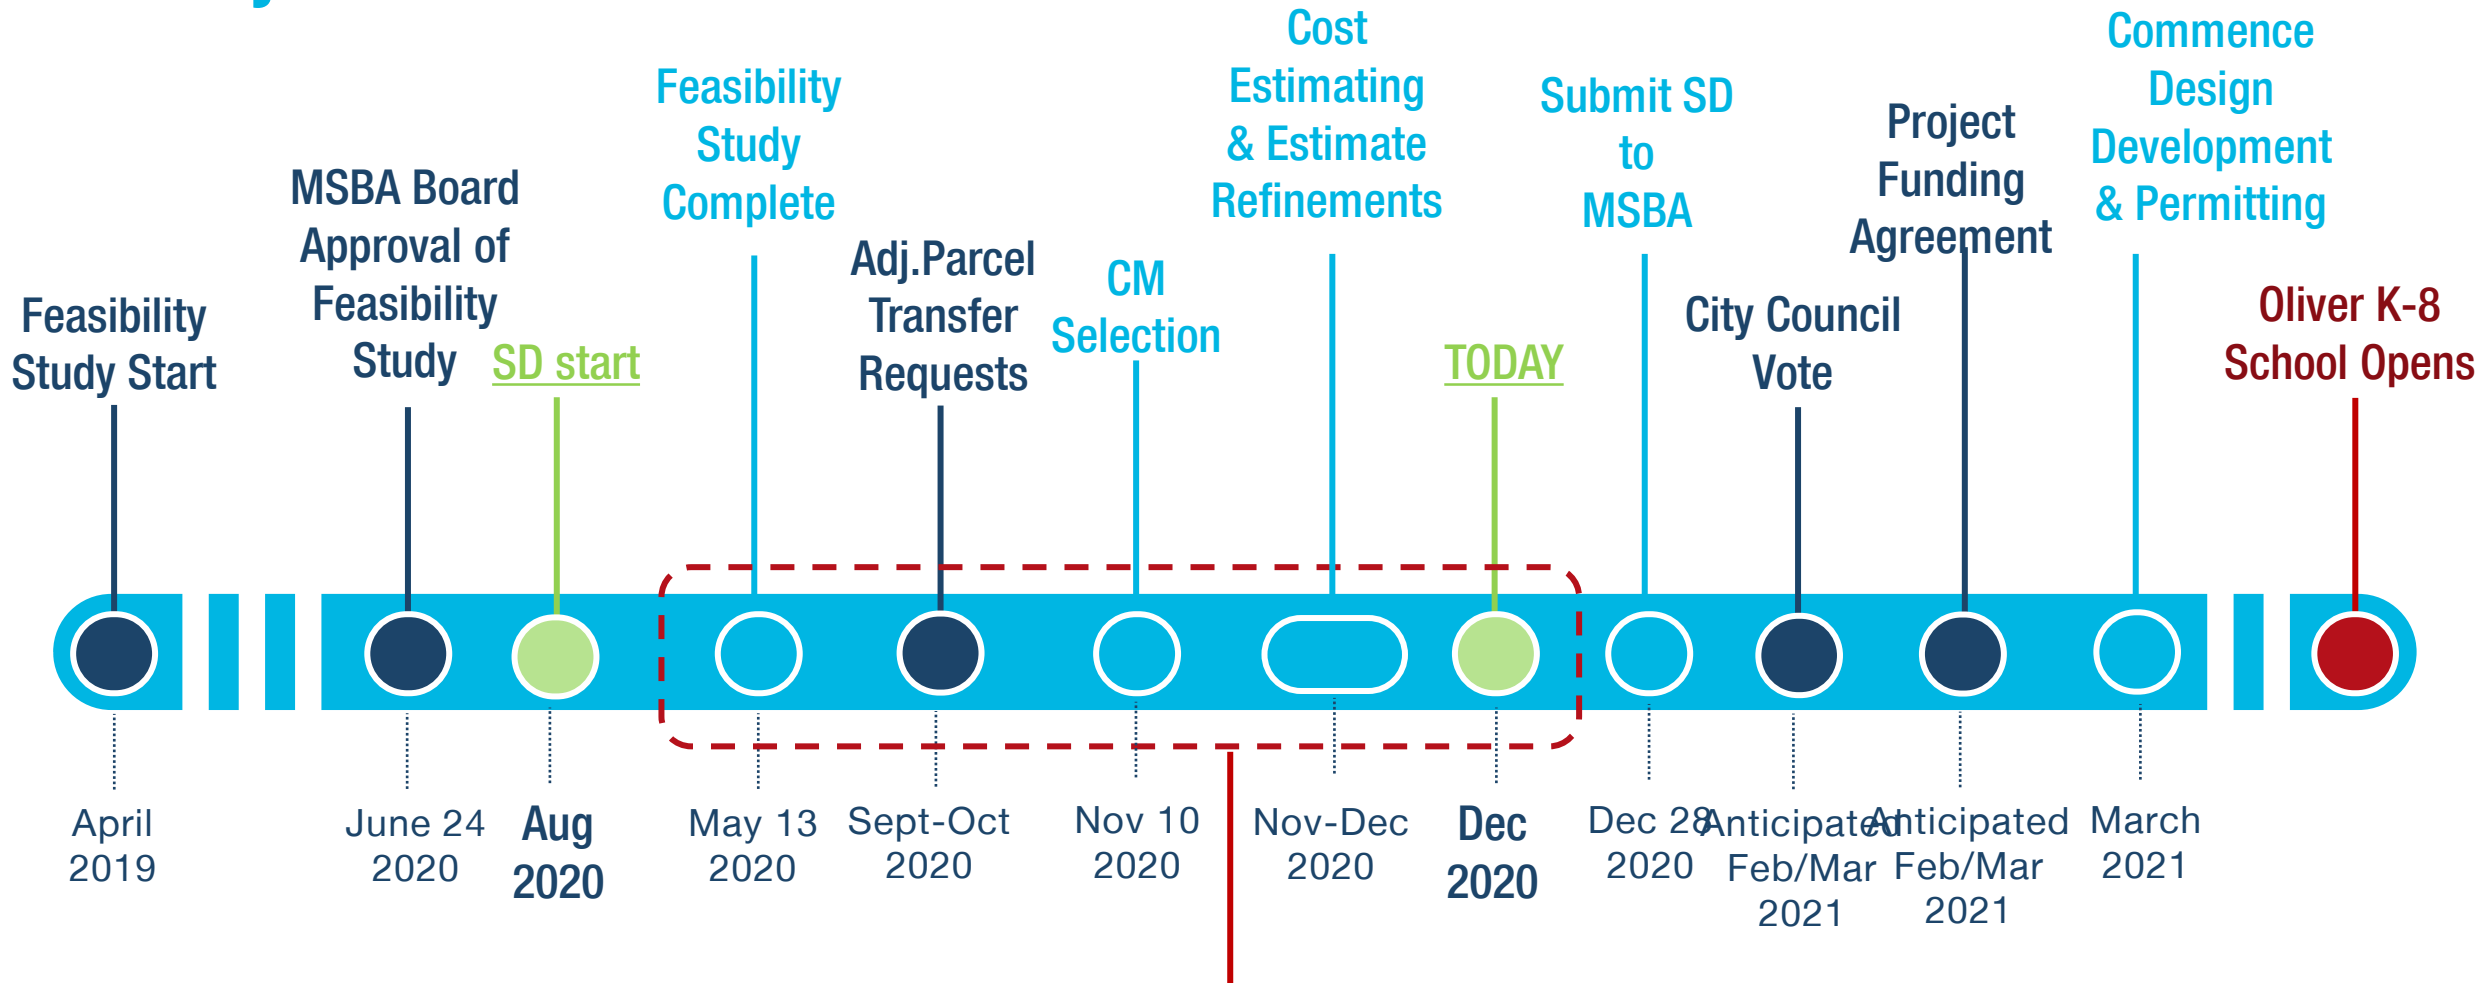 Feasibility
Study Start
MSBA Board
Approval of
Feasibility
Study
SD start
Feasibility
Study
Complete
Adj.Parcel
Transfer
Requests
CM
Selection
Cost
Estimating
& Estimate
Refinements
TODAY
Submit SD
to
MSBA
City Council
Vote
Project
Funding
Agreement
Commence
Design
Development
& Permitting
Oliver K-8
School Opens
April
2019
June 24
2020
Aug
2020
May 13
2020
Sept-Oct
2020
Nov 10
2020
Nov-Dec
2020
Dec
2020
Dec 28
2020
Anticipated
Feb/Mar
2021
Anticipated
Feb/Mar
2021
March
2021